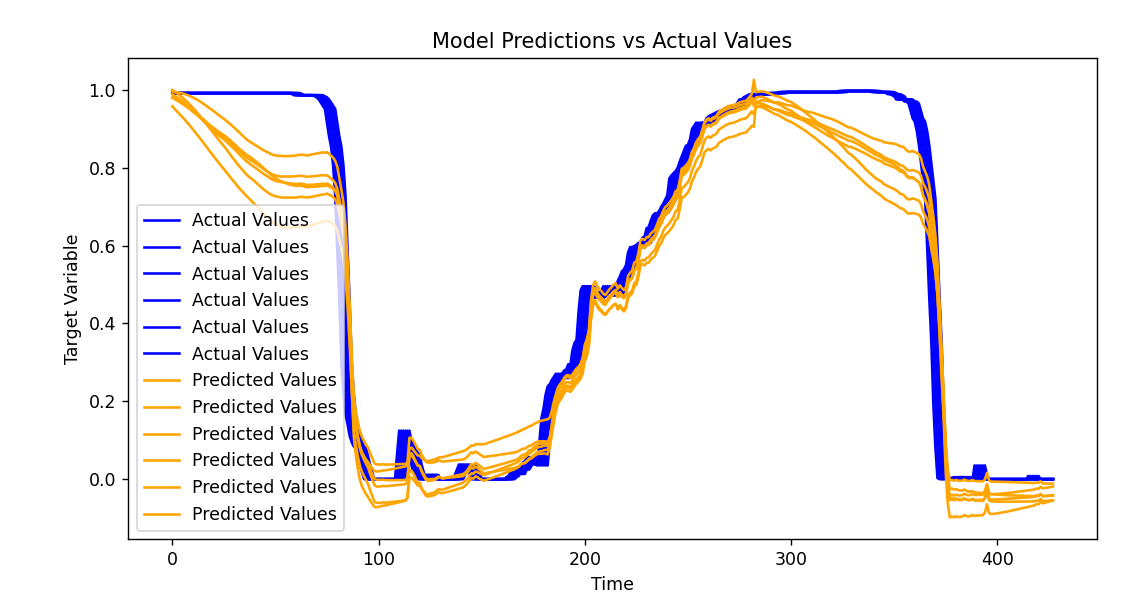 Model Predictions vs Actual Values
1.0
0.8
0.6
0.4
0.2
0.0
Target Variable
Actual Values
Actual Values
Actual Values
Actual Values
Actual Values
Actual Values
Predicted Values
Predicted Values
Predicted Values
Predicted Values
Predicted Values
Predicted Values
0 100 200 300 400
Time